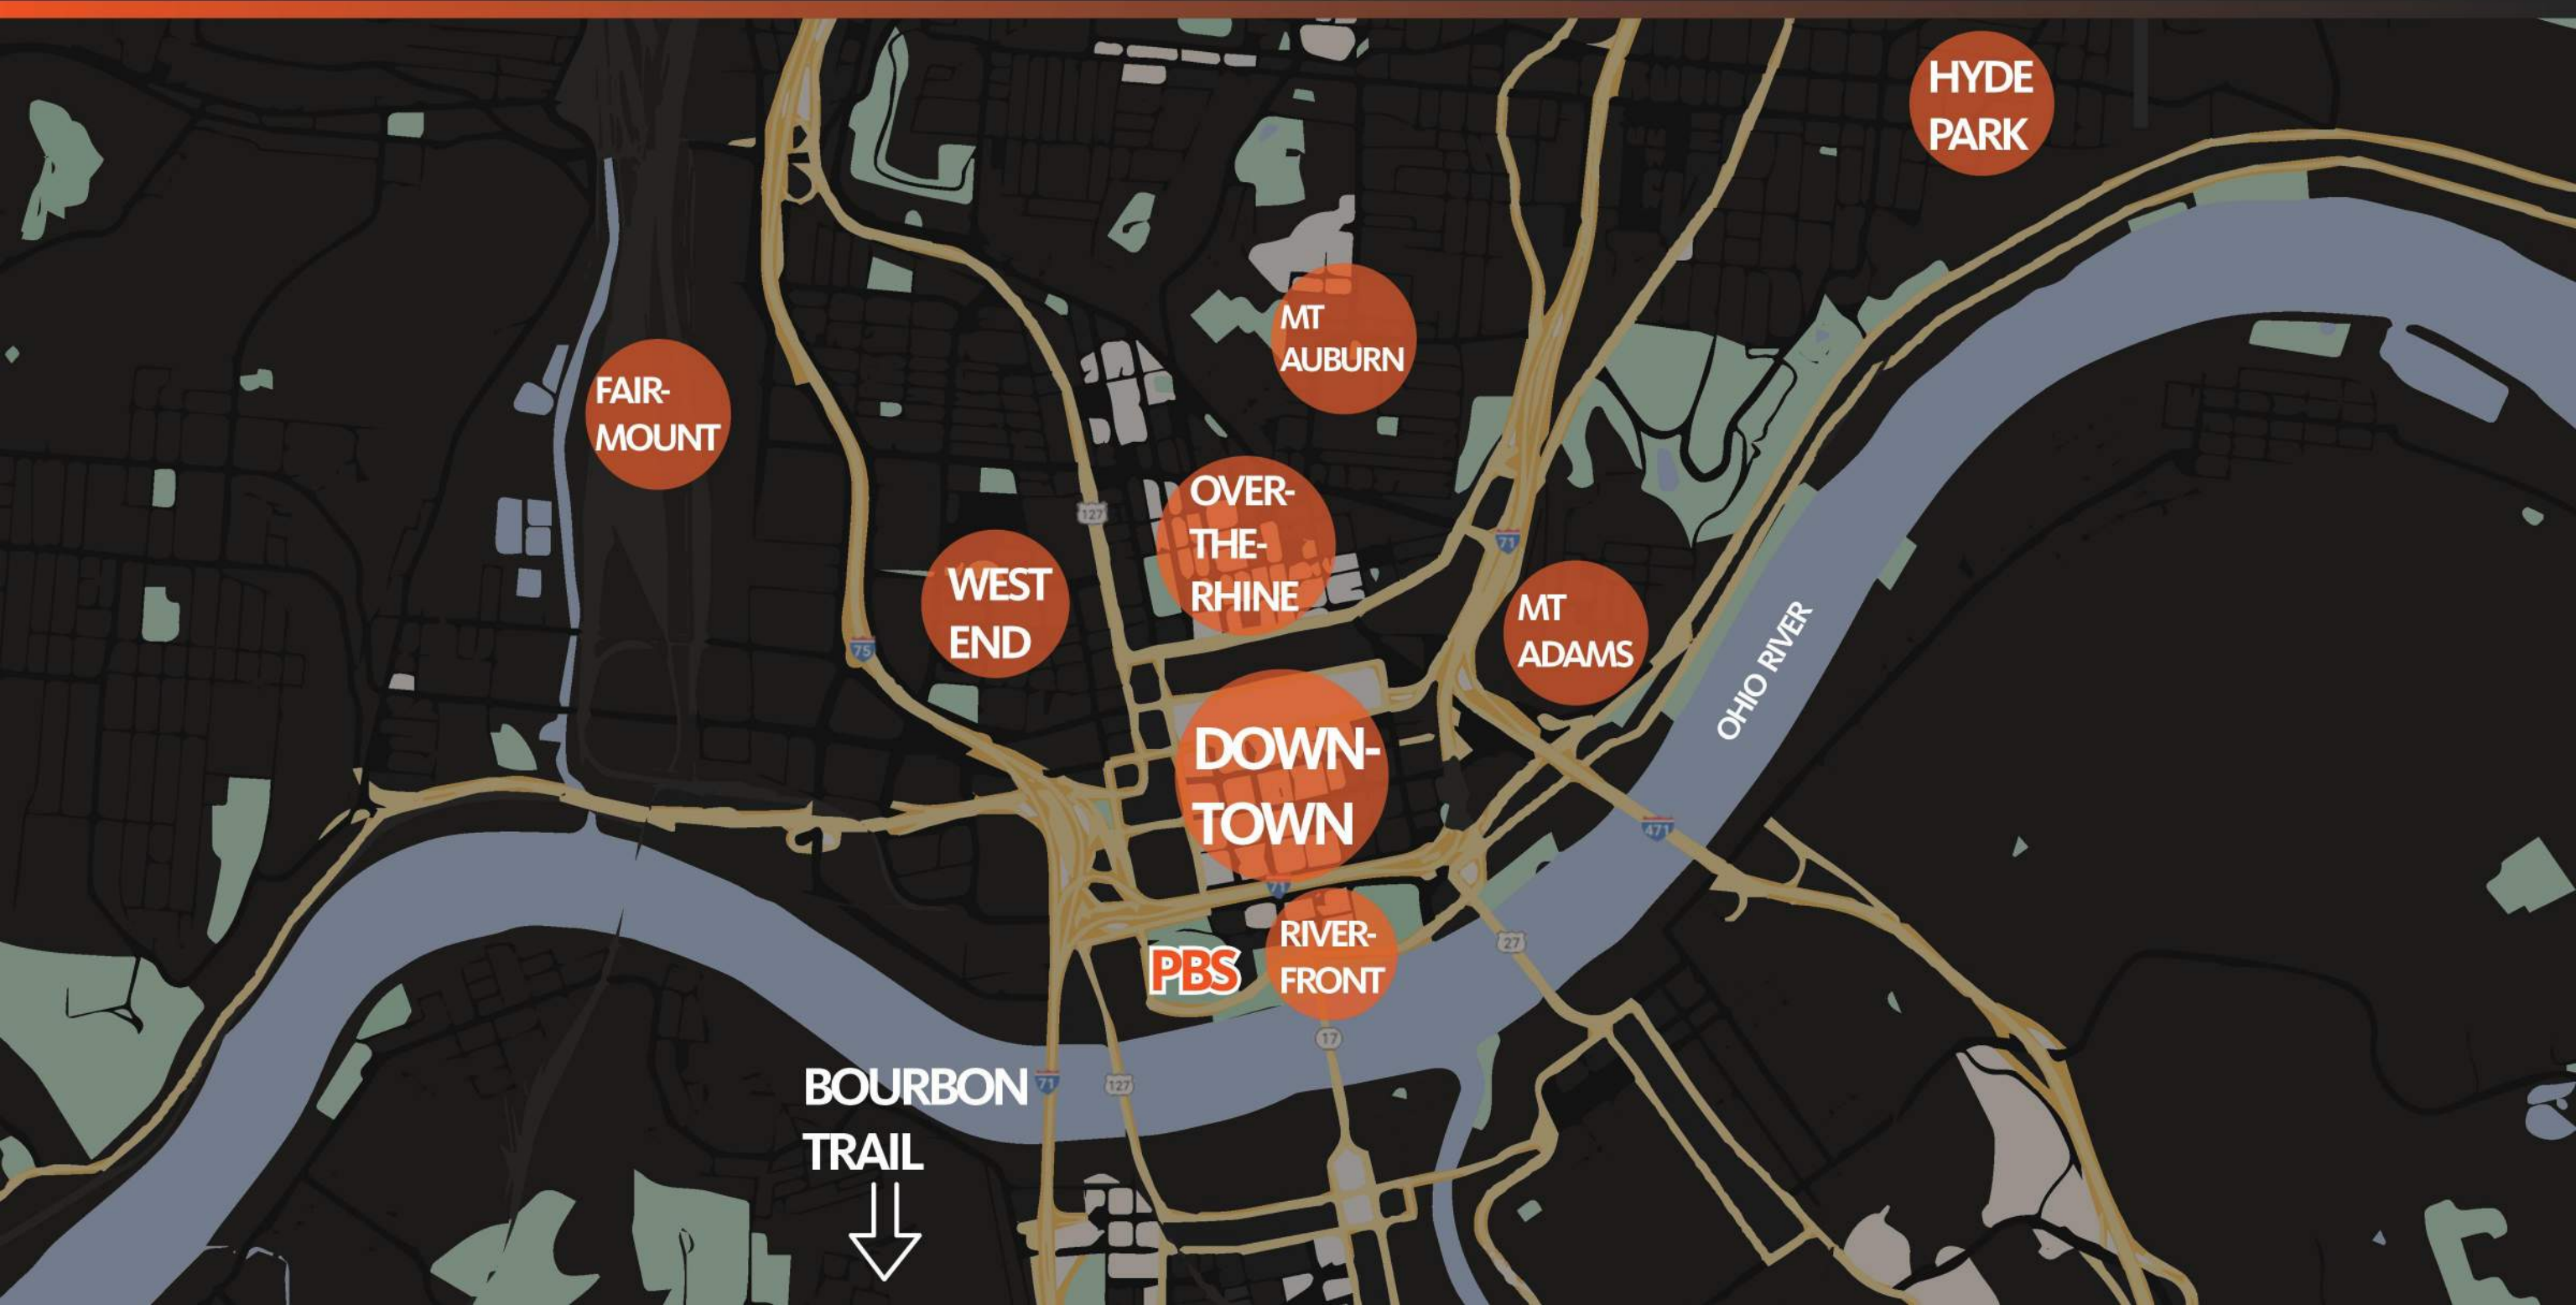 HYDE
PARK
MT
AUBURN
FAIR-
MOUNT
OVER-
THE-
RHINE
127
71
WEST
END
MT
ADAMS
75
OHIO RIVER
DOWN-
TOWN
471
71
RIVER-
FRONT
PBS
27
17
BOURBON
TRAIL
71
127